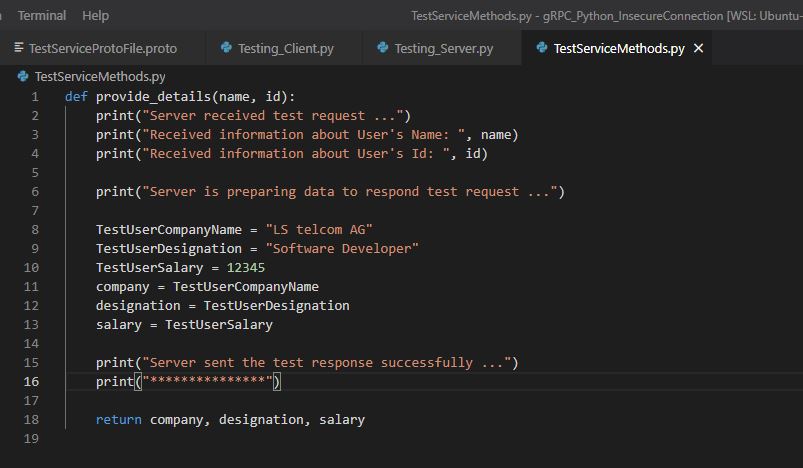 Terminal Help TestServiceMethods.py - gRPC_Python_InsecureConnection [WSL: Ubuntu-
TestServiceProtoFile.proto Testing_Client.py Testing_Server.py TestServiceMethods.py
TestServiceMethods.py
1 def provide_details(name, id):
2 print("Server received test request ...")
3 print("Received information about User's Name: ", name)
4 print("Received information about User's Id: ", id)
5
6 print("Server is preparing data to respond test request ...")
7
8 TestUserCompanyName = "LS telcom AG"
9 TestUserDesignation = "Software Developer"
10 TestUserSalary = 12345
11 company = TestUserCompanyName
12 designation = TestUserDesignation
13 salary = TestUserSalary
14
15 print("Server sent the test response successfully ...")
16 print("***************")
17
18 return company, designation, salary
19